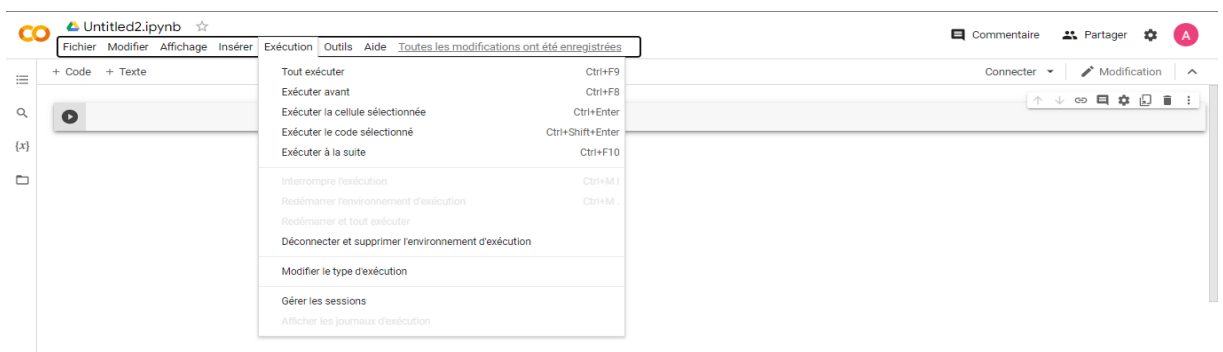 Untitled2.ipynb
Commentaire Partager A
Fichier Modifier Affichage Insérer Exécution Outils Aide Toutes les modifications ont été enregistrées
+ Code + Texte
Connecter Modification
Tout exécuter Ctrl+F9
Exécuter avant Ctrl+F8
Exécuter la cellule sélectionnée Ctrl+Enter
Exécuter le code sélectionné Ctrl+Shift+Enter
Exécuter à la suite Ctrl+F10
{x}
Interrompre l'exécution Ctrl+M I
Redémarrer l'environnement d'exécution Ctrl+M .
Redémarrer et tout exécuter
Déconnecter et supprimer l'environnement d'exécution
Modifier le type d'exécution
Gérer les sessions
Afficher les journaux d'exécution